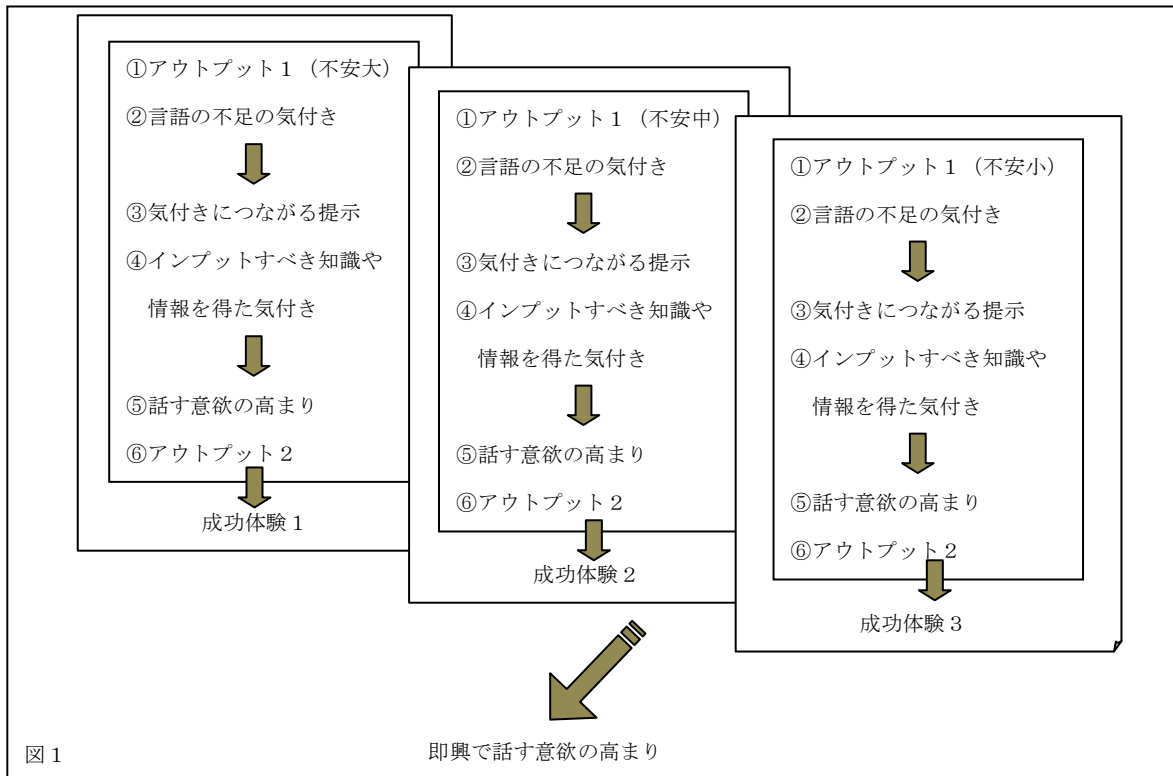 ①アウトプット１（不安大）
②言語の不足の気付き
③気付きにつながる提示
④インプットすべき知識や
情報を得た気付き
⑤話す意欲の高まり
⑥アウトプット２
成功体験１
①アウトプット１（不安中）
②言語の不足の気付き
③気付きにつながる提示
④インプットすべき知識や
情報を得た気付き
⑤話す意欲の高まり
⑥アウトプット２
成功体験２
①アウトプット１（不安小）
②言語の不足の気付き
③気付きにつながる提示
④インプットすべき知識や
情報を得た気付き
⑤話す意欲の高まり
⑥アウトプット２
成功体験３
即興で話す意欲の高まり
図１